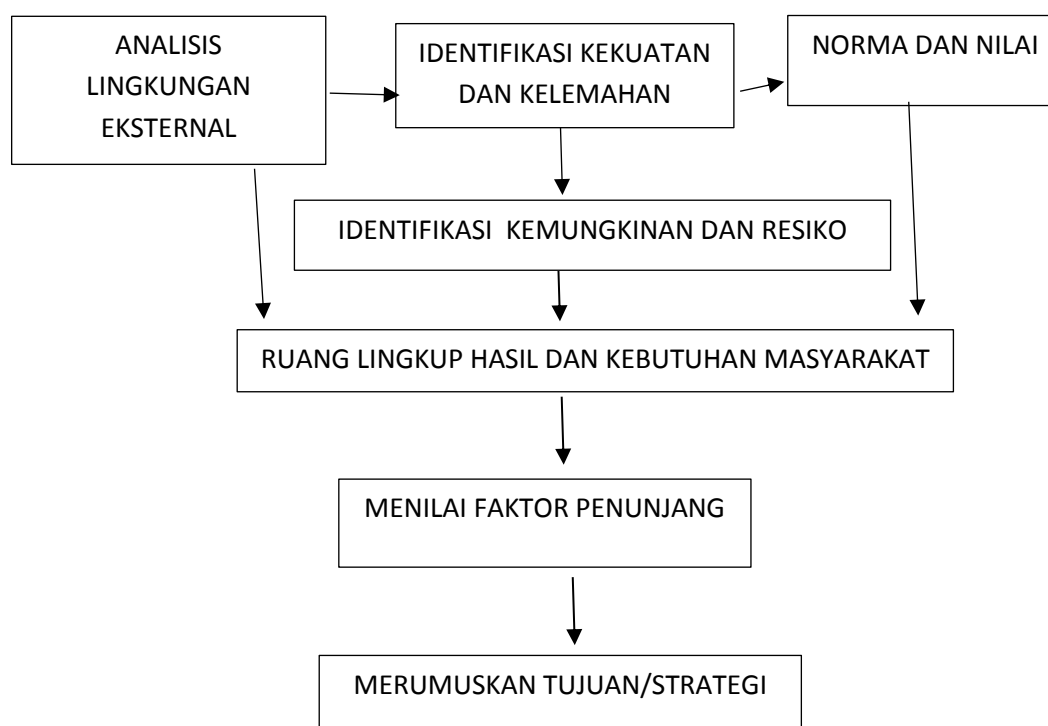 ANALISIS
LINGKUNGAN
EKSTERNAL
IDENTIFIKASI KEKUATAN
DAN KELEMAHAN
NORMA DAN NILAI
IDENTIFIKASI  KEMUNGKINAN DAN RESIKO
RUANG LINGKUP HASIL DAN KEBUTUHAN MASYARAKAT
MENILAI FAKTOR PENUNJANG
MERUMUSKAN TUJUAN/STRATEGI